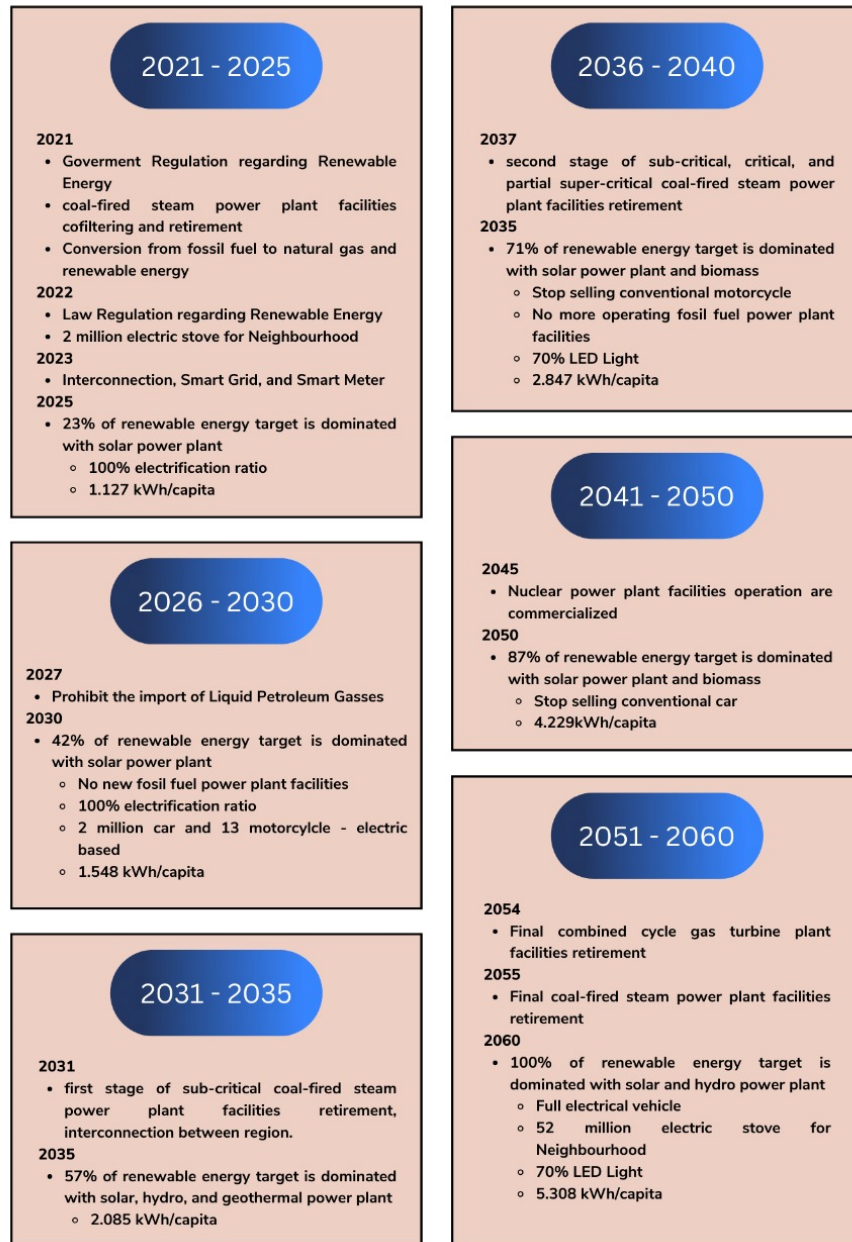 2021 - 2025
2021
• Goverment Regulation regarding Renewable
Energy
• coal-fired steam power plant facilities
cofiltering and retirement
• Conversion from fossil fuel to natural gas and
renewable energy
2022
• Law Regulation regarding Renewable Energy
• 2 million electric stove for Neighbourhood
2023
• Interconnection, Smart Grid, and Smart Meter
2025
• 23% of renewable energy target is dominated
with solar power plant
◦ 100% electrification ratio
◦ 1.127 kWh/capita
2026 - 2030
2027
• Prohibit the import of Liquid Petroleum Gasses
2030
• 42% of renewable energy target is dominated
with solar power plant
◦ No new fosil fuel power plant facilities
◦ 100% electrification ratio
◦ 2 million car and 13 motorcylcle - electric
based
◦ 1.548 kWh/capita
2031 - 2035
2031
• first stage of sub-critical coal-fired steam
power plant facilities retirement,
interconnection between region.
2035
• 57% of renewable energy target is dominated
with solar, hydro, and geothermal power plant
◦ 2.085 kWh/capita
2036 - 2040
2037
• second stage of sub-critical, critical, and
partial super-critical coal-fired steam power
plant facilities retirement
2035
• 71% of renewable energy target is dominated
with solar power plant and biomass
◦ Stop selling conventional motorcycle
◦ No more operating fosil fuel power plant
facilities
◦ 70% LED Light
◦ 2.847 kWh/capita
2041 - 2050
2045
• Nuclear power plant facilities operation are
commercialized
2050
• 87% of renewable energy target is dominated
with solar power plant and biomass
◦ Stop selling conventional car
◦ 4.229kWh/capita
2051 - 2060
2054
• Final combined cycle gas turbine plant
facilities retirement
2055
• Final coal-fired steam power plant facilities
retirement
2060
• 100% of renewable energy target is
dominated with solar and hydro power plant
◦ Full electrical vehicle
◦ 52 million electric stove for
Neighbourhood
◦ 70% LED Light
◦ 5.308 kWh/capita